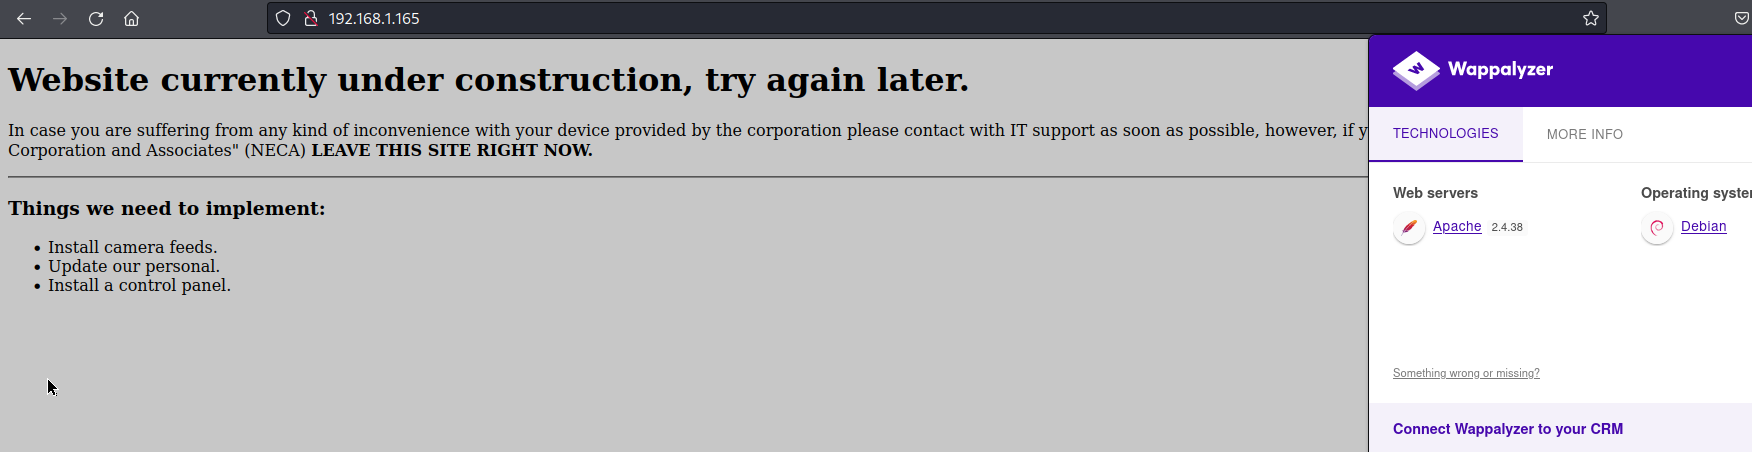 192.168.1.165
Website currently under construction, try again later.
In case you are suffering from any kind of inconvenience with your device provided by the corporation please contact with IT support as soon as possible, however, if
Corporation and Associates" (NECA) LEAVE THIS SITE RIGHT NOW.
Things we need to implement:
• Install camera feeds.
• Update our personal.
• Install a control panel.
Wappalyzer
TECHNOLOGIES MORE INFO
Web servers
Apache 2.4.38
Operating
Debian
Something wrong or missing?
Connect Wappalyzer to your CRM